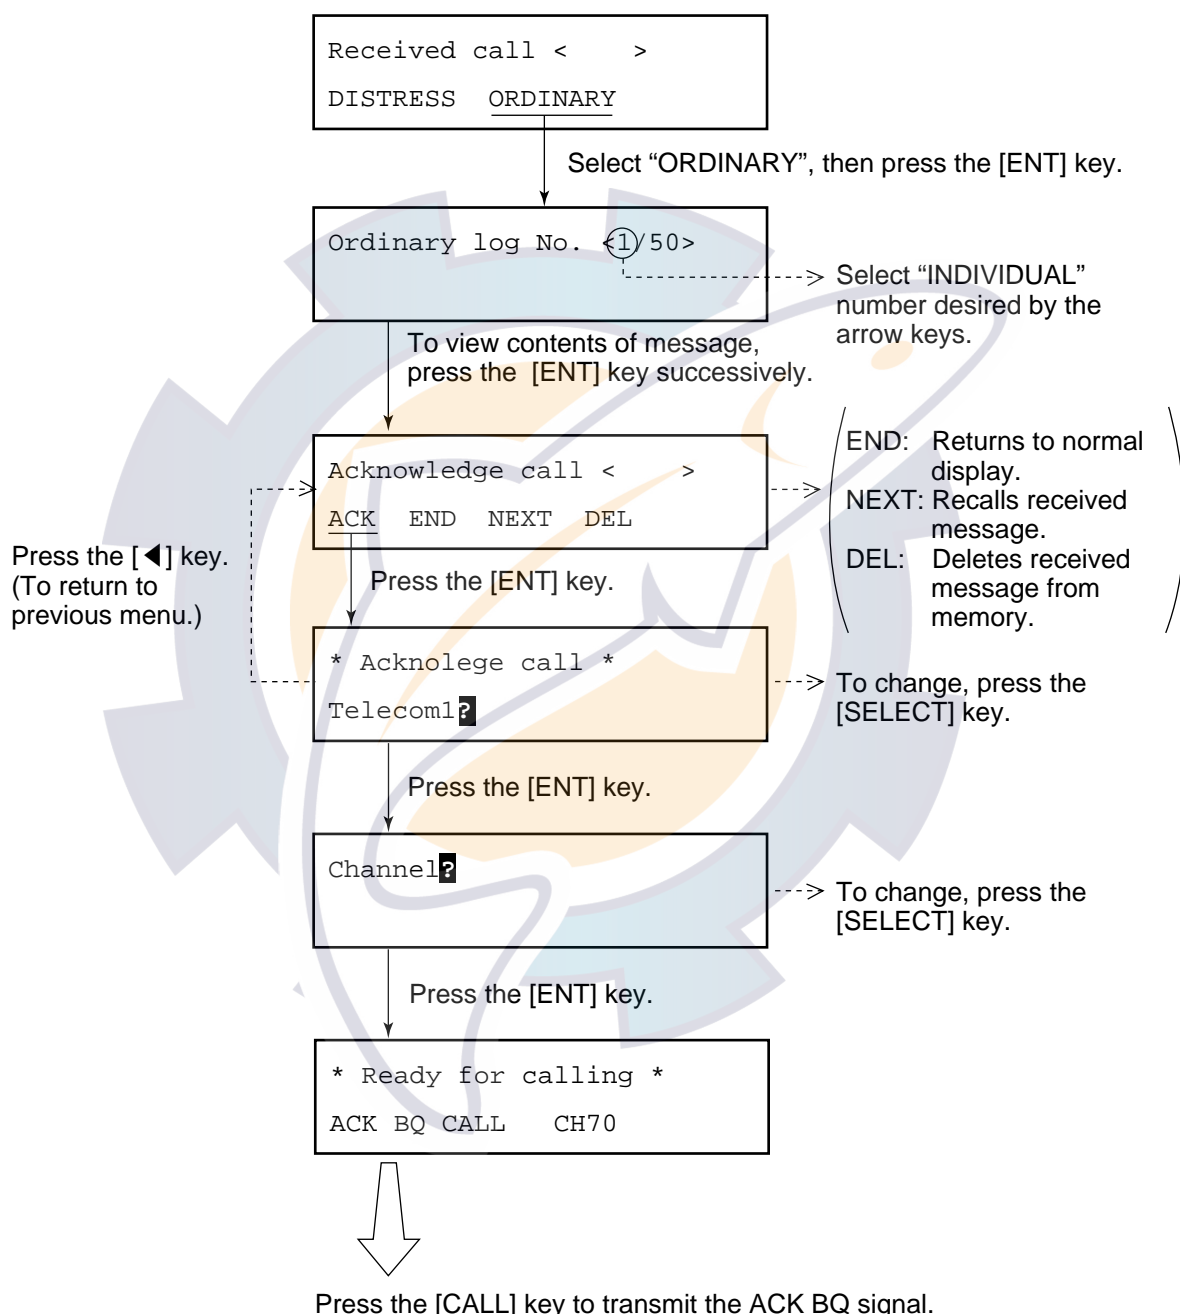 Received call <    >
DISTRESS  ORDINARY
Select “ORDINARY”, then press the [ENT] key.
Ordinary log No. <1/50>
Select “INDIVIDUAL”
number desired by the
arrow keys.
To view contents of message,
press the  [ENT] key successively.
Acknowledge call <    >
ACK  END  NEXT  DEL
END: Returns to normal
display.
NEXT: Recalls received
message.
DEL: Deletes received
message from
memory.
Press the [◀] key.
(To return to
previous menu.)
Press the [ENT] key.
* Acknolege call *
Telecom1?
To change, press the
[SELECT] key.
Press the [ENT] key.
Channel?
To change, press the
[SELECT] key.
Press the [ENT] key.
* Ready for calling *
ACK BQ CALL   CH70
Press the [CALL] key to transmit the ACK BQ signal.